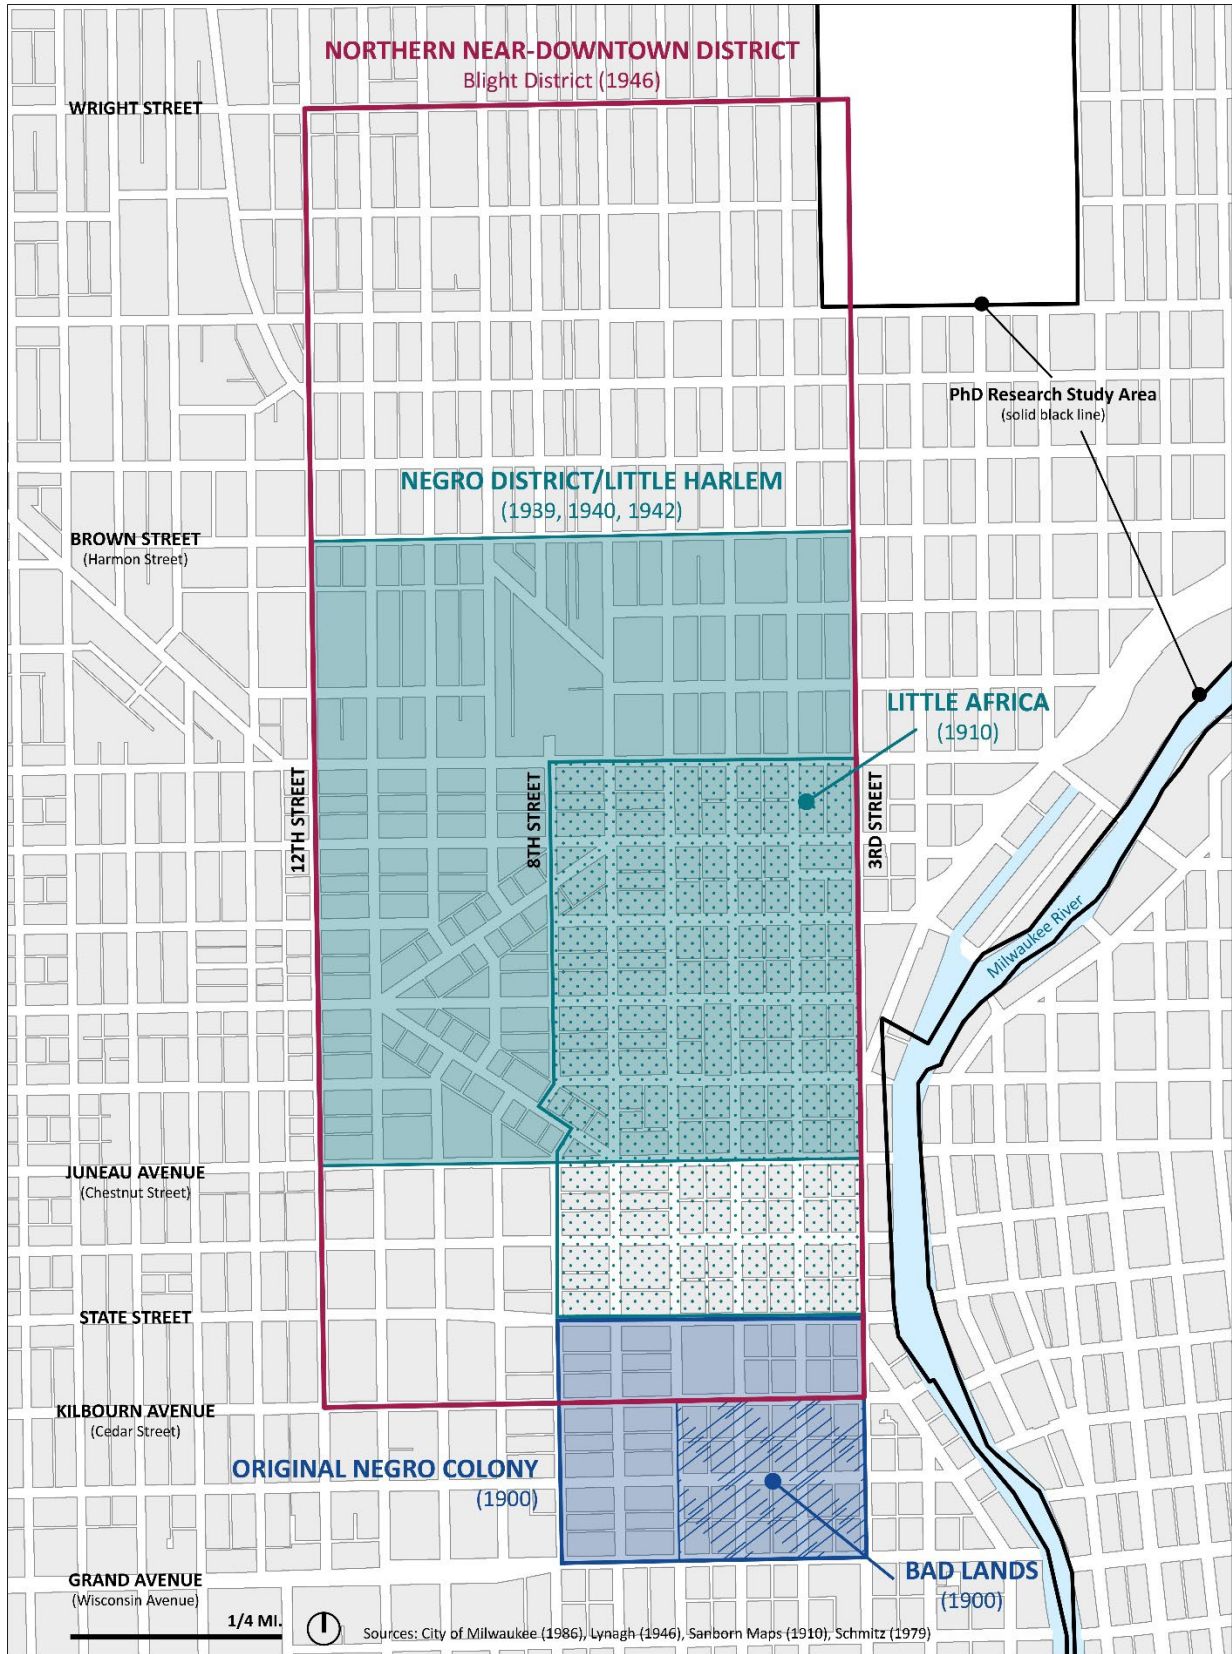 NORTHERN NEAR-DOWNTOWN DISTRICT
Blight District (1946)
WRIGHT STREET
PhD Research Study Area
(solid black line)
NEGRO DISTRICT/LITTLE HARLEM
(1939, 1940, 1942)
BROWN STREET
(Harmon Street)
LITTLE AFRICA
(1910)
12TH STREET
8TH STREET
3RD STREET
Milwaukee River
JUNEAU AVENUE
(Chestnut Street)
STATE STREET
KILBOURN AVENUE
(Cedar Street)
ORIGINAL NEGRO COLONY
(1900)
BAD LANDS
(1900)
GRAND AVENUE
(Wisconsin Avenue)
1/4 MI.
Sources: City of Milwaukee (1986), Lynagh (1946), Sanborn Maps (1910), Schmitz (1979)